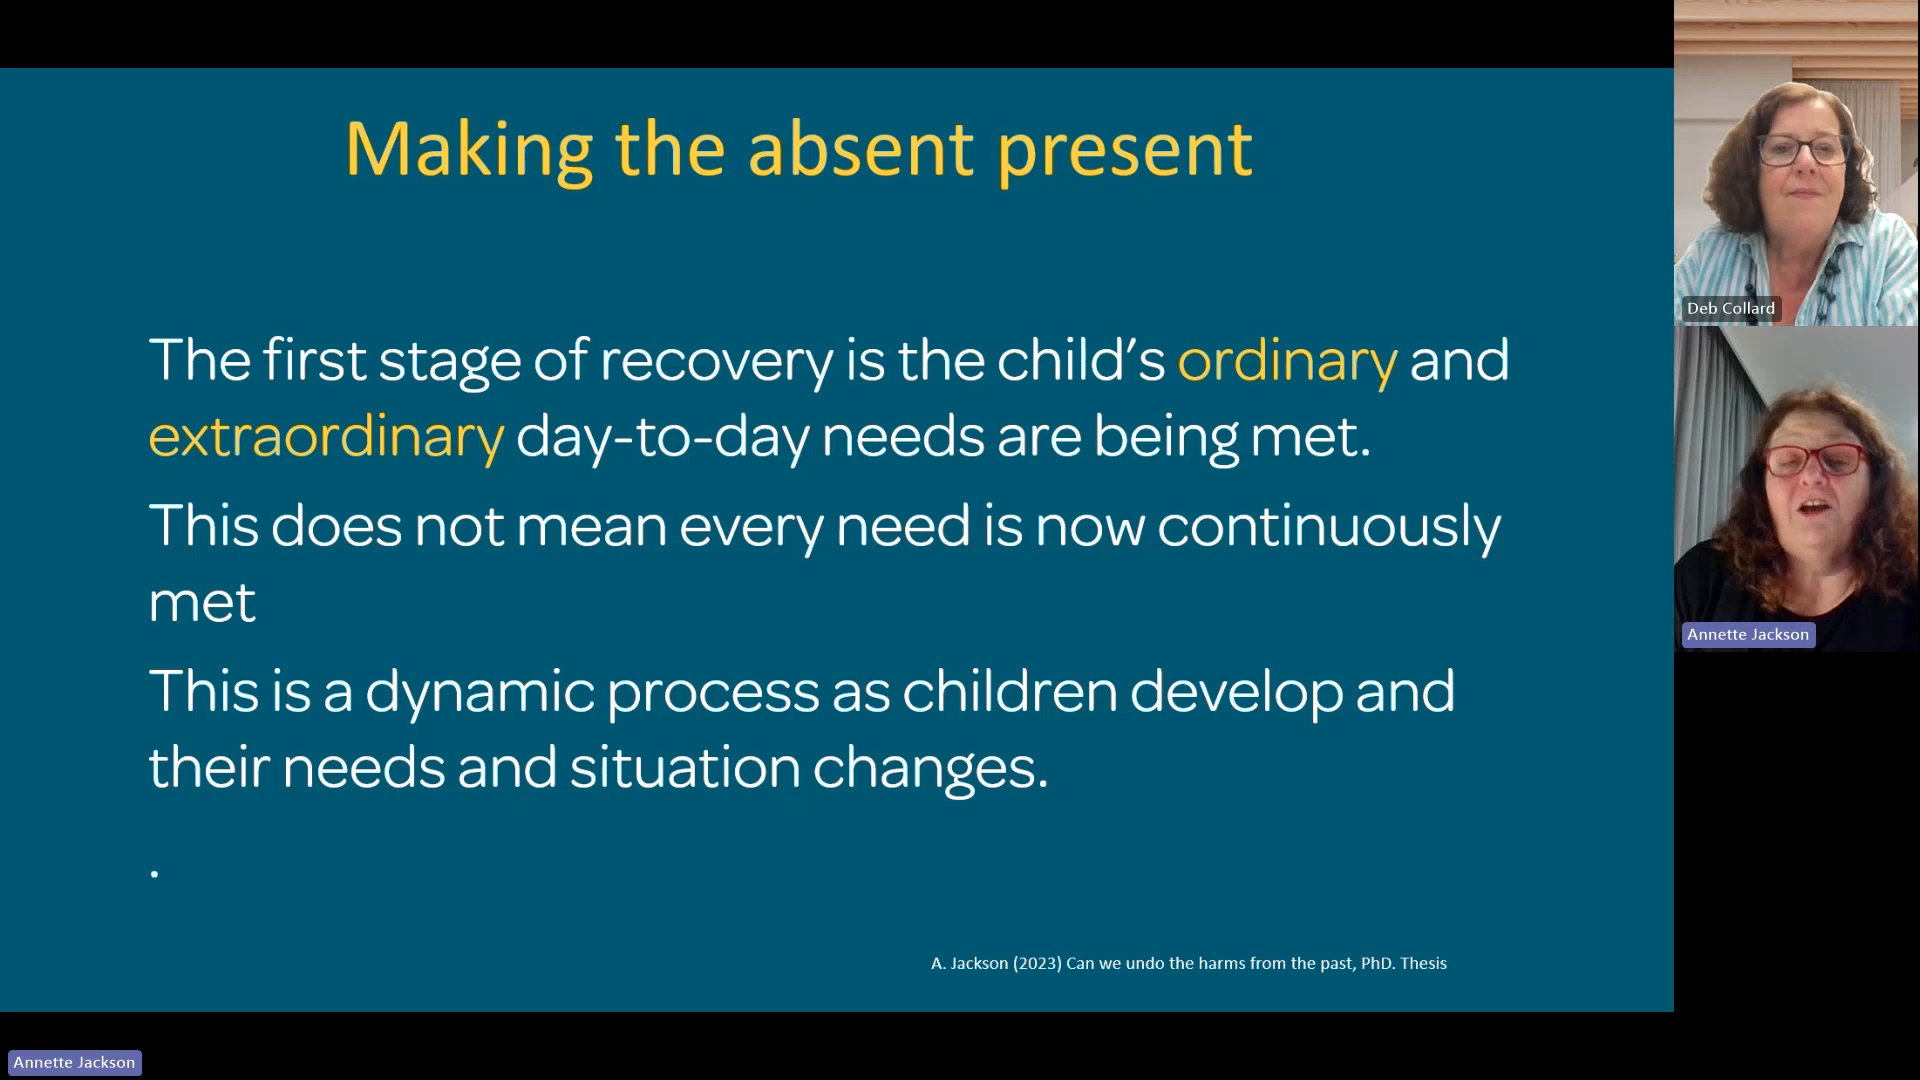 Making the absent present
The first stage of recovery is the child's ordinary and
extraordinary day-to-day needs are being met.
This does not mean every need is now continuously
met
This is a dynamic process as children develop and
their needs and situation changes.
.
A. Jackson (2023) Can we undo the harms from the past, PhD. Thesis
Deb Collard
Annette Jackson
Annette Jackson